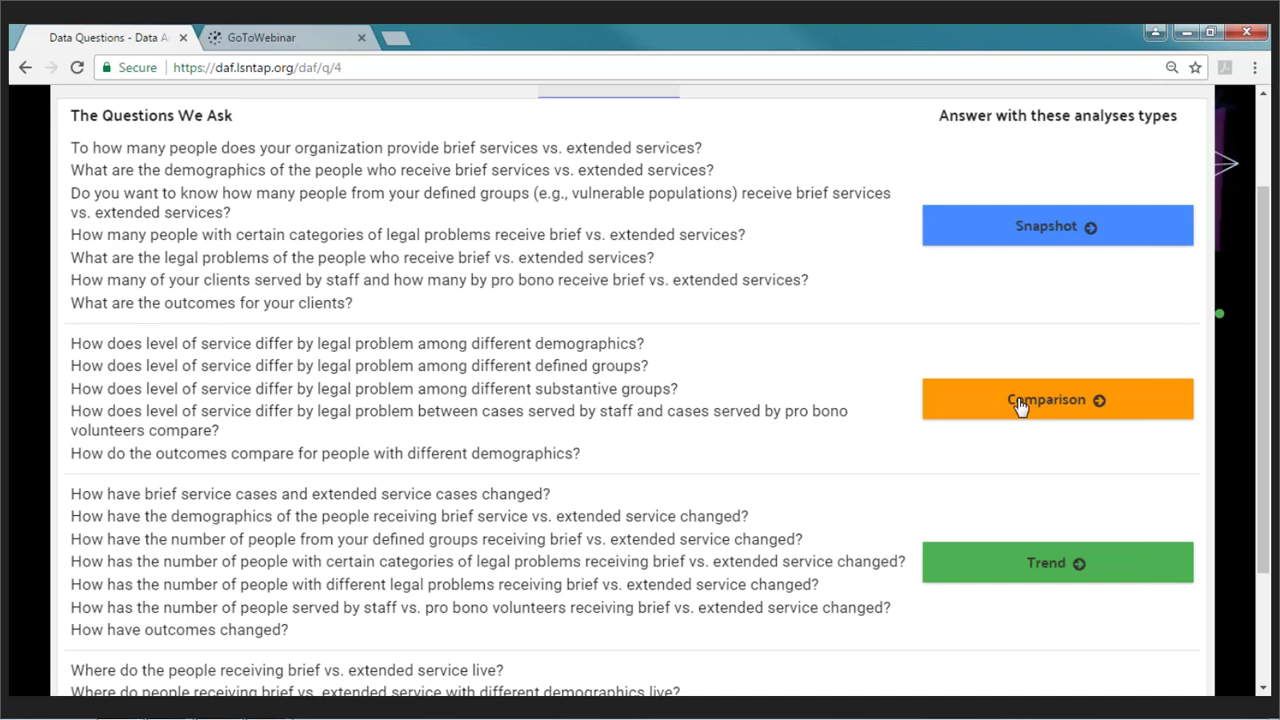 Data Questions - Data A
GoToWebinar
Secure
https://daf.lsntap.org/daf/q/4
The Questions We Ask
Answer with these analyses types
To how many people does your organization provide brief services vs. extended services?
What are the demographics of the people who receive brief services vs. extended services?
Do you want to know how many people from your defined groups (e.g., vulnerable populations) receive brief services
vs. extended services?
How many people with certain categories of legal problems receive brief vs. extended services?
What are the legal problems of the people who receive brief vs. extended services?
How many of your clients served by staff and how many by pro bono receive brief vs. extended services?
What are the outcomes for your clients?
Snapshot
How does level of service differ by legal problem among different demographics?
How does level of service differ by legal problem among different defined groups?
How does level of service differ by legal problem among different substantive groups?
How does level of service differ by legal problem between cases served by staff and cases served by pro bono
volunteers compare?
How do the outcomes compare for people with different demographics?
Comparison
How have brief service cases and extended service cases changed?
How have the demographics of the people receiving brief service vs. extended service changed?
How have the number of people from your defined groups receiving brief vs. extended service changed?
How has the number of people with certain categories of legal problems receiving brief vs. extended service changed?
How has the number of people with different legal problems receiving brief vs. extended service changed?
How has the number of people served by staff vs. pro bono volunteers receiving brief vs. extended service changed?
How have outcomes changed?
Trend
Where do the people receiving brief vs. extended service live?
Where do people receiving brief vs. extended service with different demographics live?